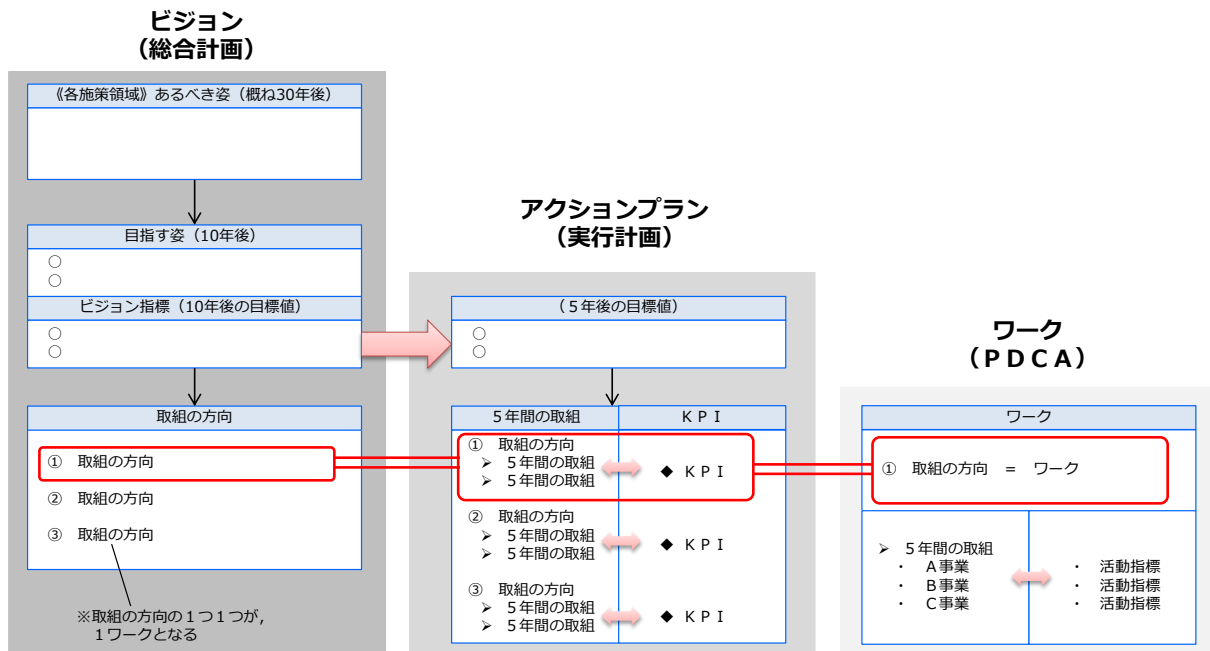 ビジョン
（総合計画）
《各施策領域》あるべき姿（概ね30年後）
目指す姿（10年後）
○
○
ビジョン指標（10年後の目標値）
○
○
取組の方向
① 取組の方向
② 取組の方向
③ 取組の方向
※取組の方向の１つ１つが，
１ワークとなる
アクションプラン
（実行計画）
（５年後の目標値）
○
○
５年間の取組
ＫＰＩ
① 取組の方向
➢ ５年間の取組
➢ ５年間の取組
◆ ＫＰＩ
② 取組の方向
➢ ５年間の取組
➢ ５年間の取組
◆ ＫＰＩ
③ 取組の方向
➢ ５年間の取組
➢ ５年間の取組
◆ ＫＰＩ
ワーク
（ＰＤＣＡ）
ワーク
① 取組の方向 ＝ ワーク
➢ ５年間の取組
・ Ａ事業
・ Ｂ事業
・ Ｃ事業
・ 活動指標
・ 活動指標
・ 活動指標